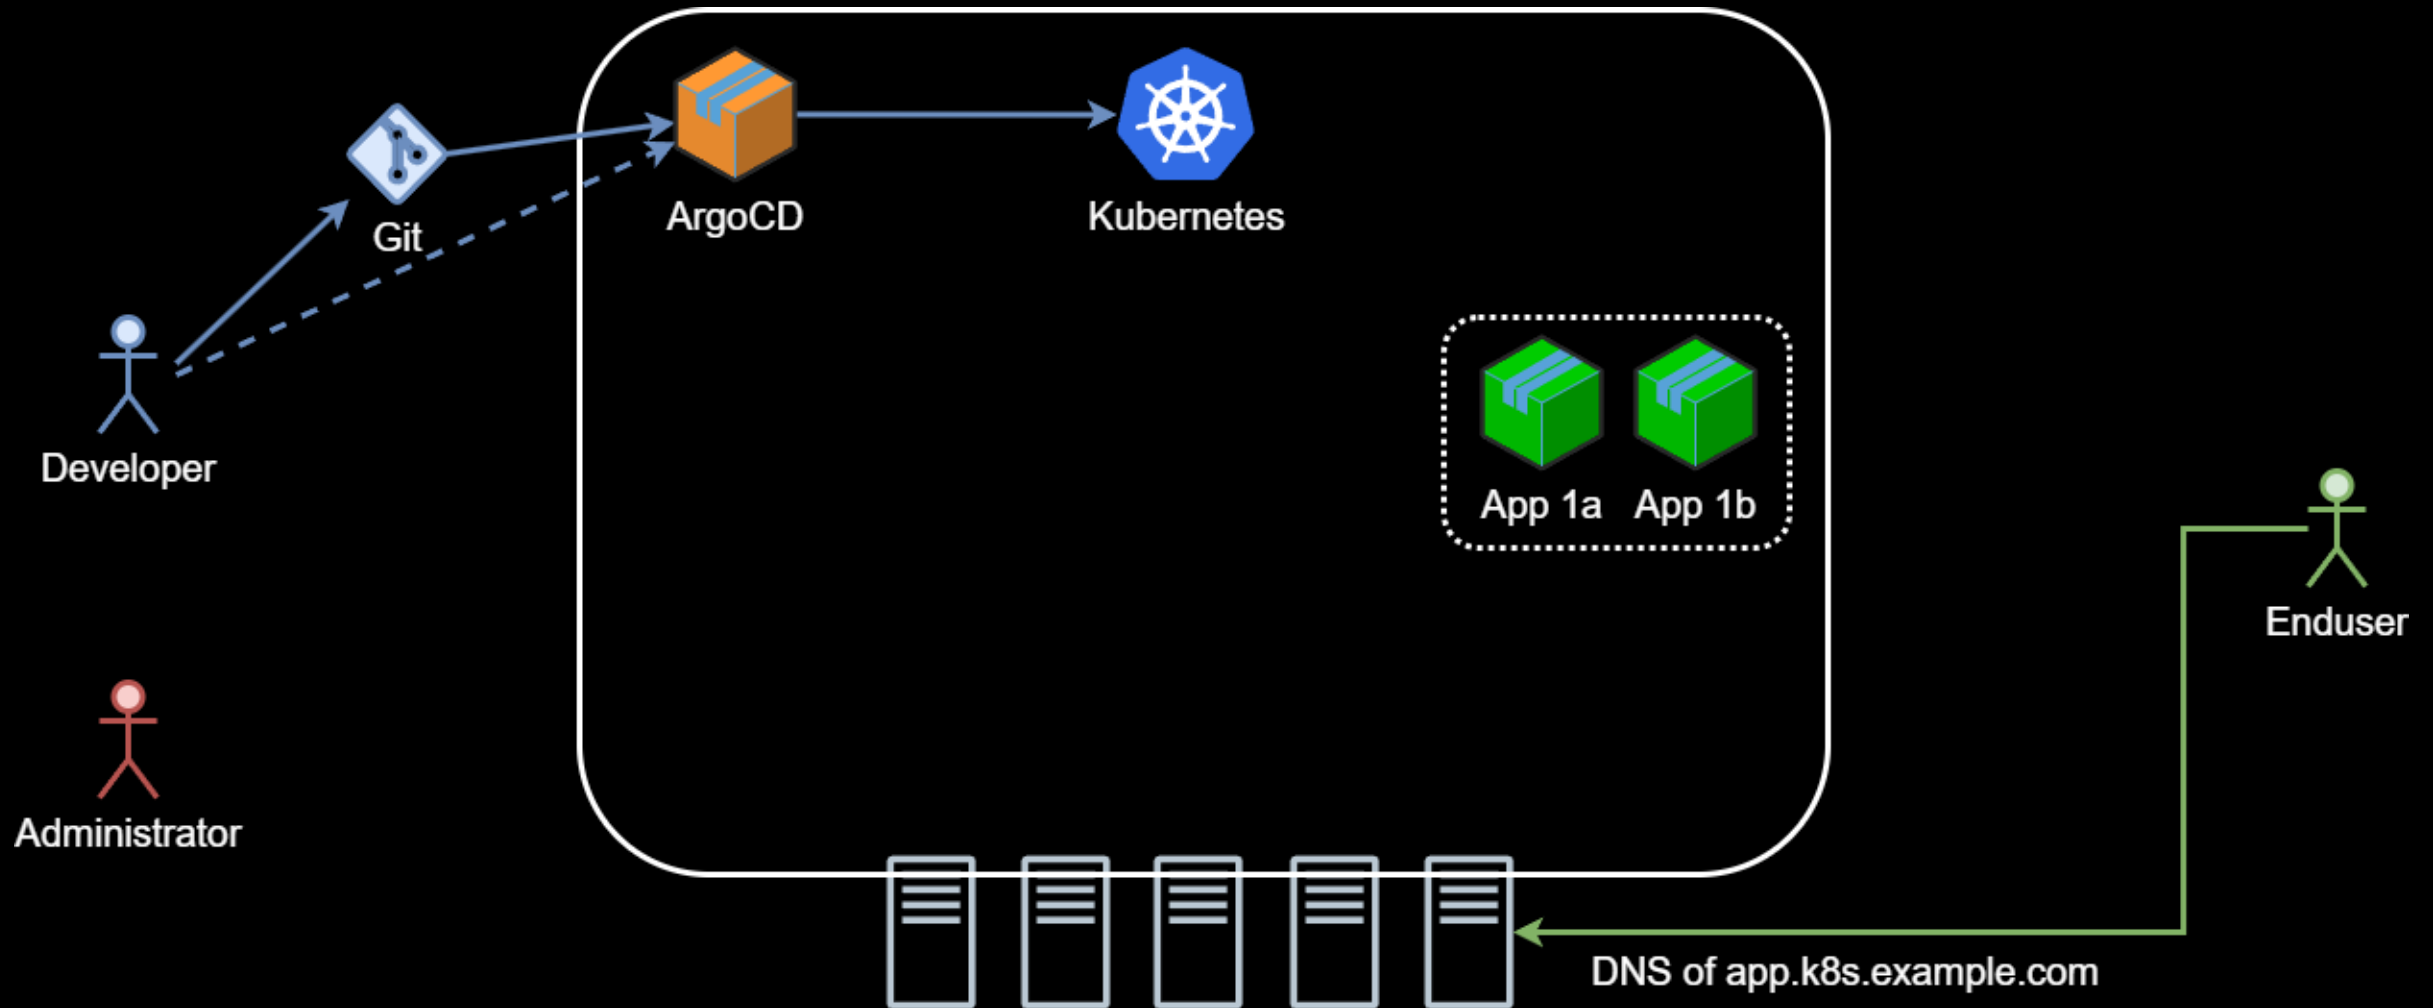 ArgoCD
Kubernetes
Git
Developer
App 1a
App 1b
Enduser
Administrator
DNS of app.k8s.example.com